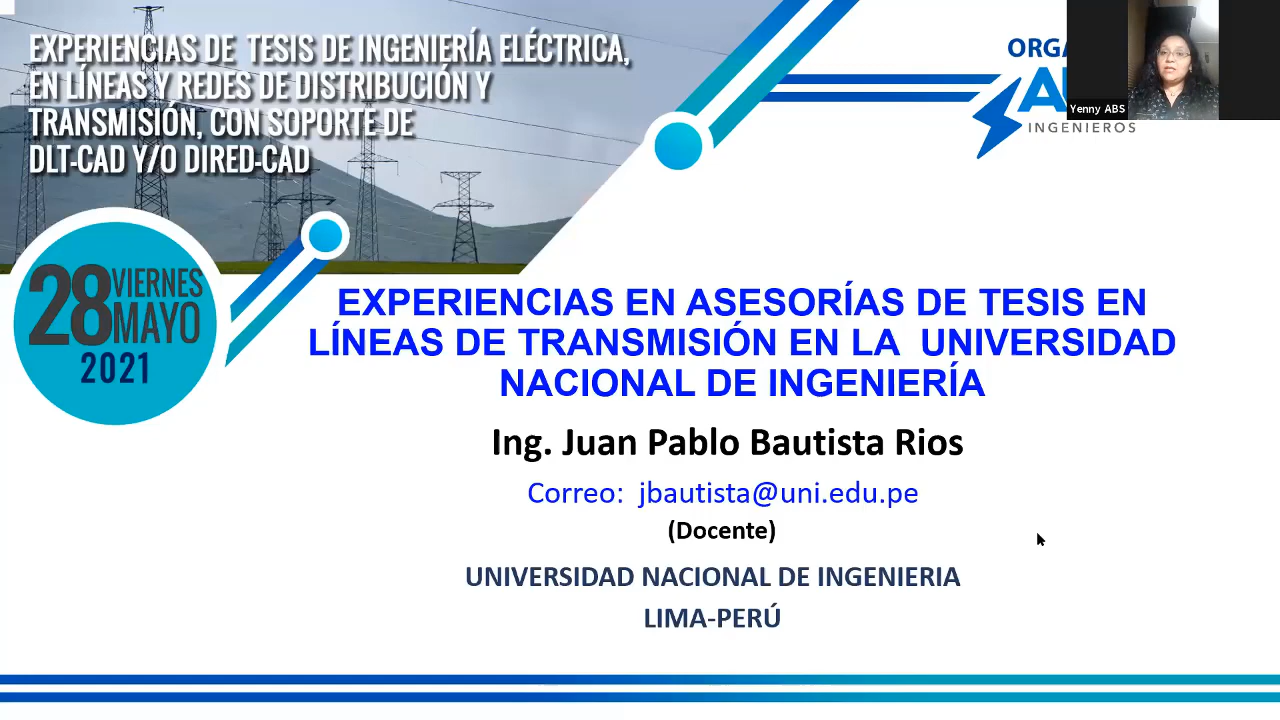 EXPERIENCIAS DE TESIS DE INGENIERÍA ELÉCTRICA,
EN LÍNEAS Y REDES DE DISTRIBUCIÓN Y
TRANSMISIÓN, CON SOPORTE DE
DLT-CAD Y/O DIRED-CAD
Yenny ABS
INGENIEROS
28 VIERNES
MAYO
2021
EXPERIENCIAS EN ASESORÍAS DE TESIS EN
LÍNEAS DE TRANSMISIÓN EN LA UNIVERSIDAD
NACIONAL DE INGENIERÍA
Ing. Juan Pablo Bautista Rios
Correo: jbautista@uni.edu.pe
(Docente)
UNIVERSIDAD NACIONAL DE INGENIERIA
LIMA-PERÚ